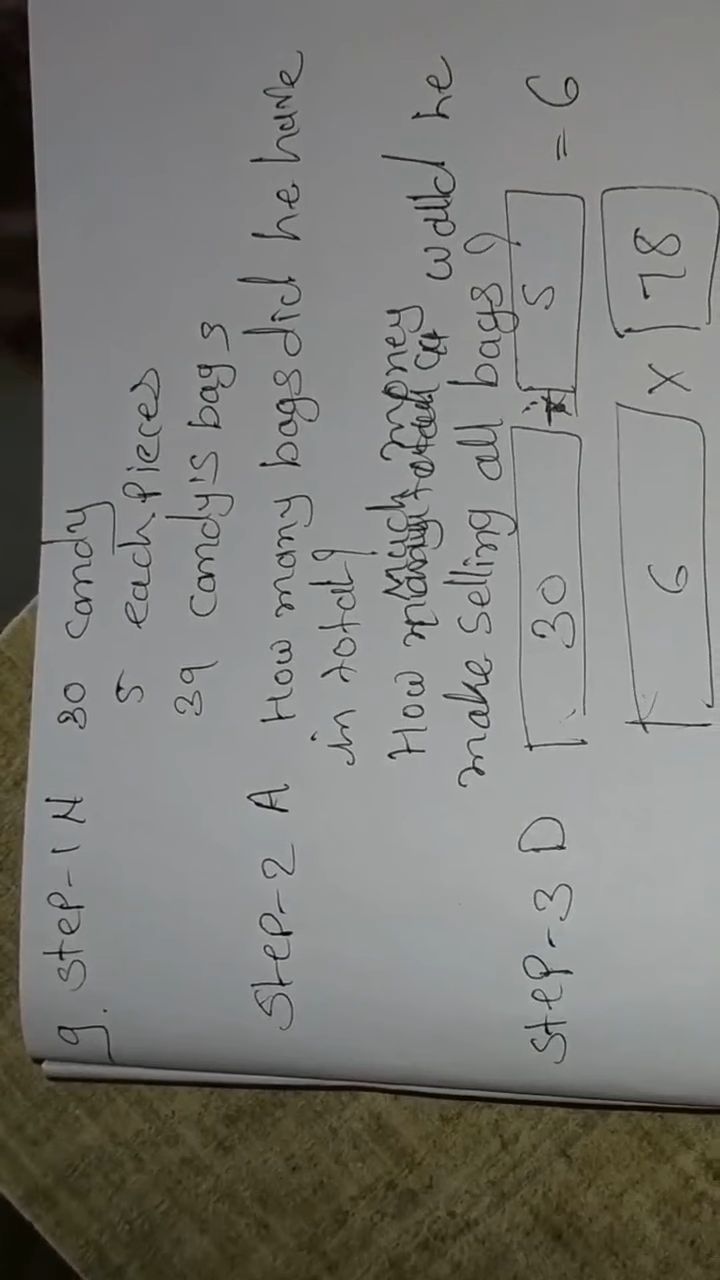 9. Step-1 N 30 candy
5 each pieces
39 candy's bags
Step-2 A How many bags did he have
in total?
How much money would he
make selling all bags?
Step-3 D 30 ÷ 5 = 6
6 × 78